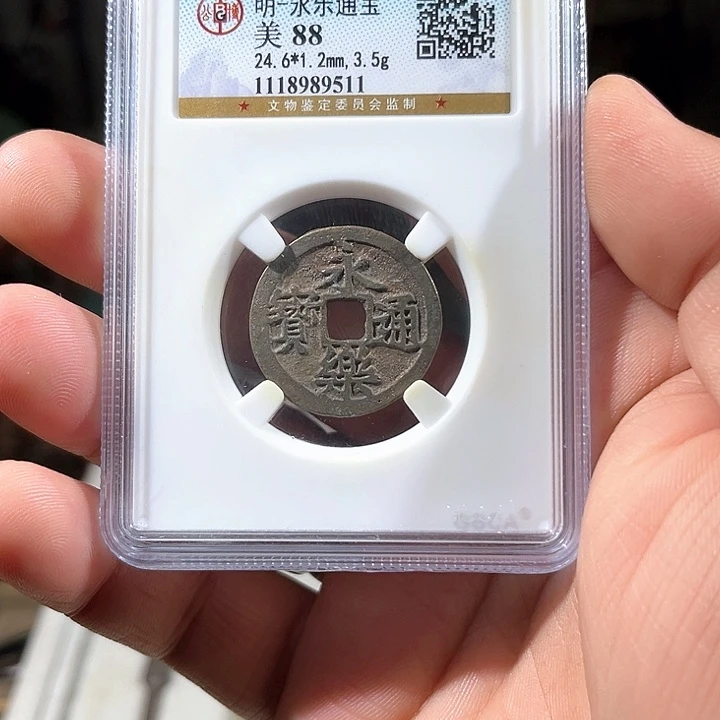 明-永乐通宝
美 88
24.6*1.2mm,3.5g
1118989511
★ 文物鉴定委员会监制 ★
永
寶 通
樂